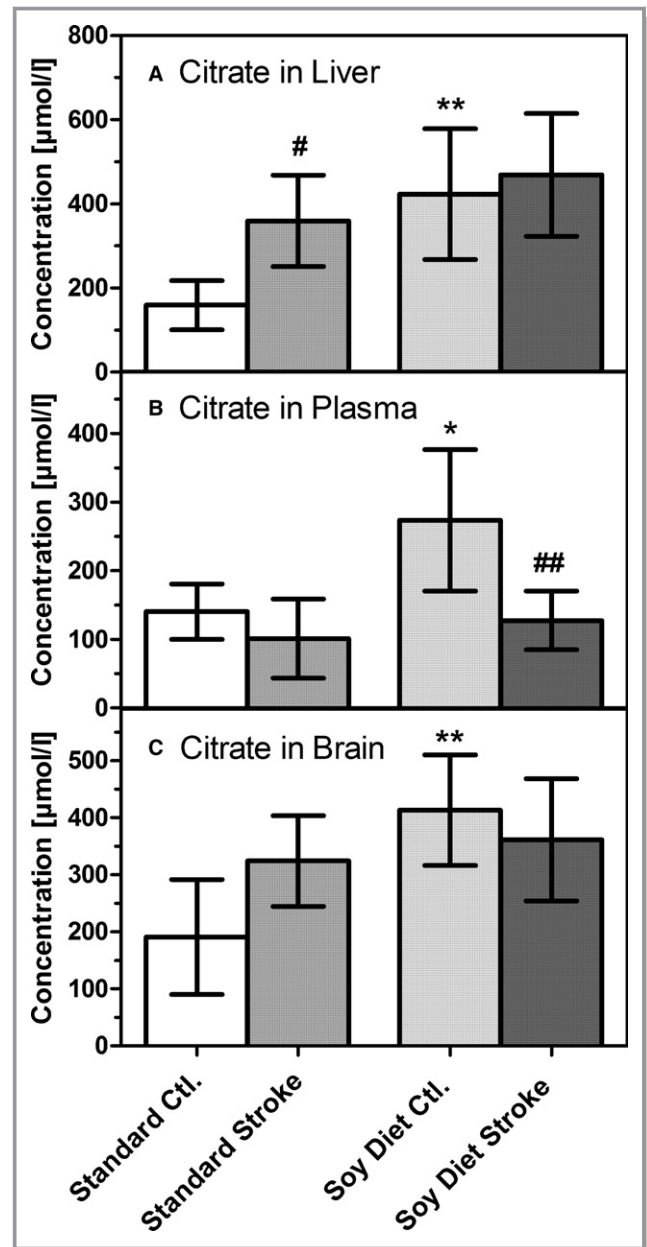 A Citrate in Liver
Concentration [µmol/l]
800
600
400
200
0
#
**
B Citrate in Plasma
Concentration [µmol/l]
400
300
200
100
0
*
##
C Citrate in Brain
Concentration [µmol/l]
500
400
300
200
100
0
**
Standard Ctl.
Standard Stroke
Soy Diet Ctl.
Soy Diet Stroke